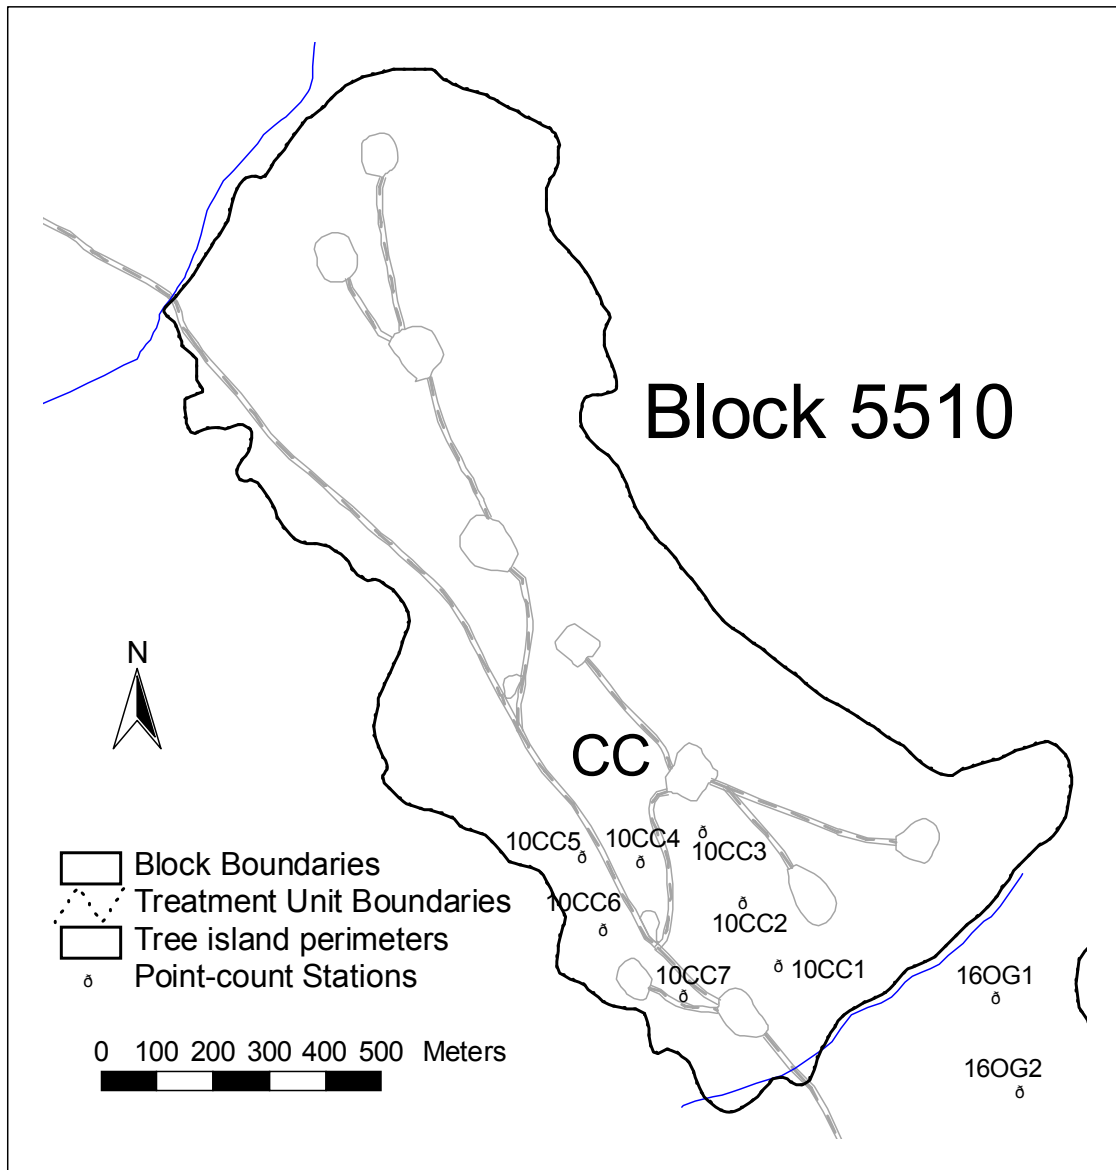 Block 5510
N
CC
10CC5
10CC4
10CC3
10CC6
10CC2
10CC7
10CC1
16OG1
16OG2
Block Boundaries
Treatment Unit Boundaries
Tree island perimeters
ð Point-count Stations
0 100 200 300 400 500 Meters